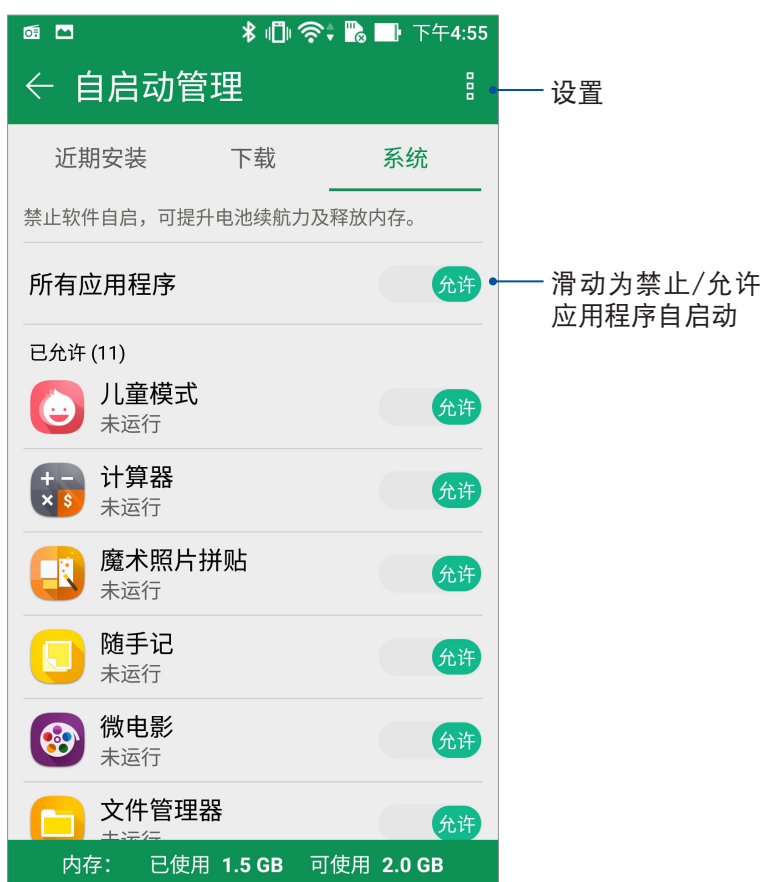 下午4:55
自启动管理
设置
近期安装 下载 系统
禁止软件自启，可提升电池续航力及释放内存。
所有应用程序 允许
滑动为禁止/允许
应用程序自启动
已允许 (11)
儿童模式
未运行
允许
计算器
未运行
允许
魔术照片拼贴
未运行
允许
随手记
未运行
允许
微电影
未运行
允许
文件管理器
未运行
允许
内存： 已使用 1.5 GB 可使用 2.0 GB